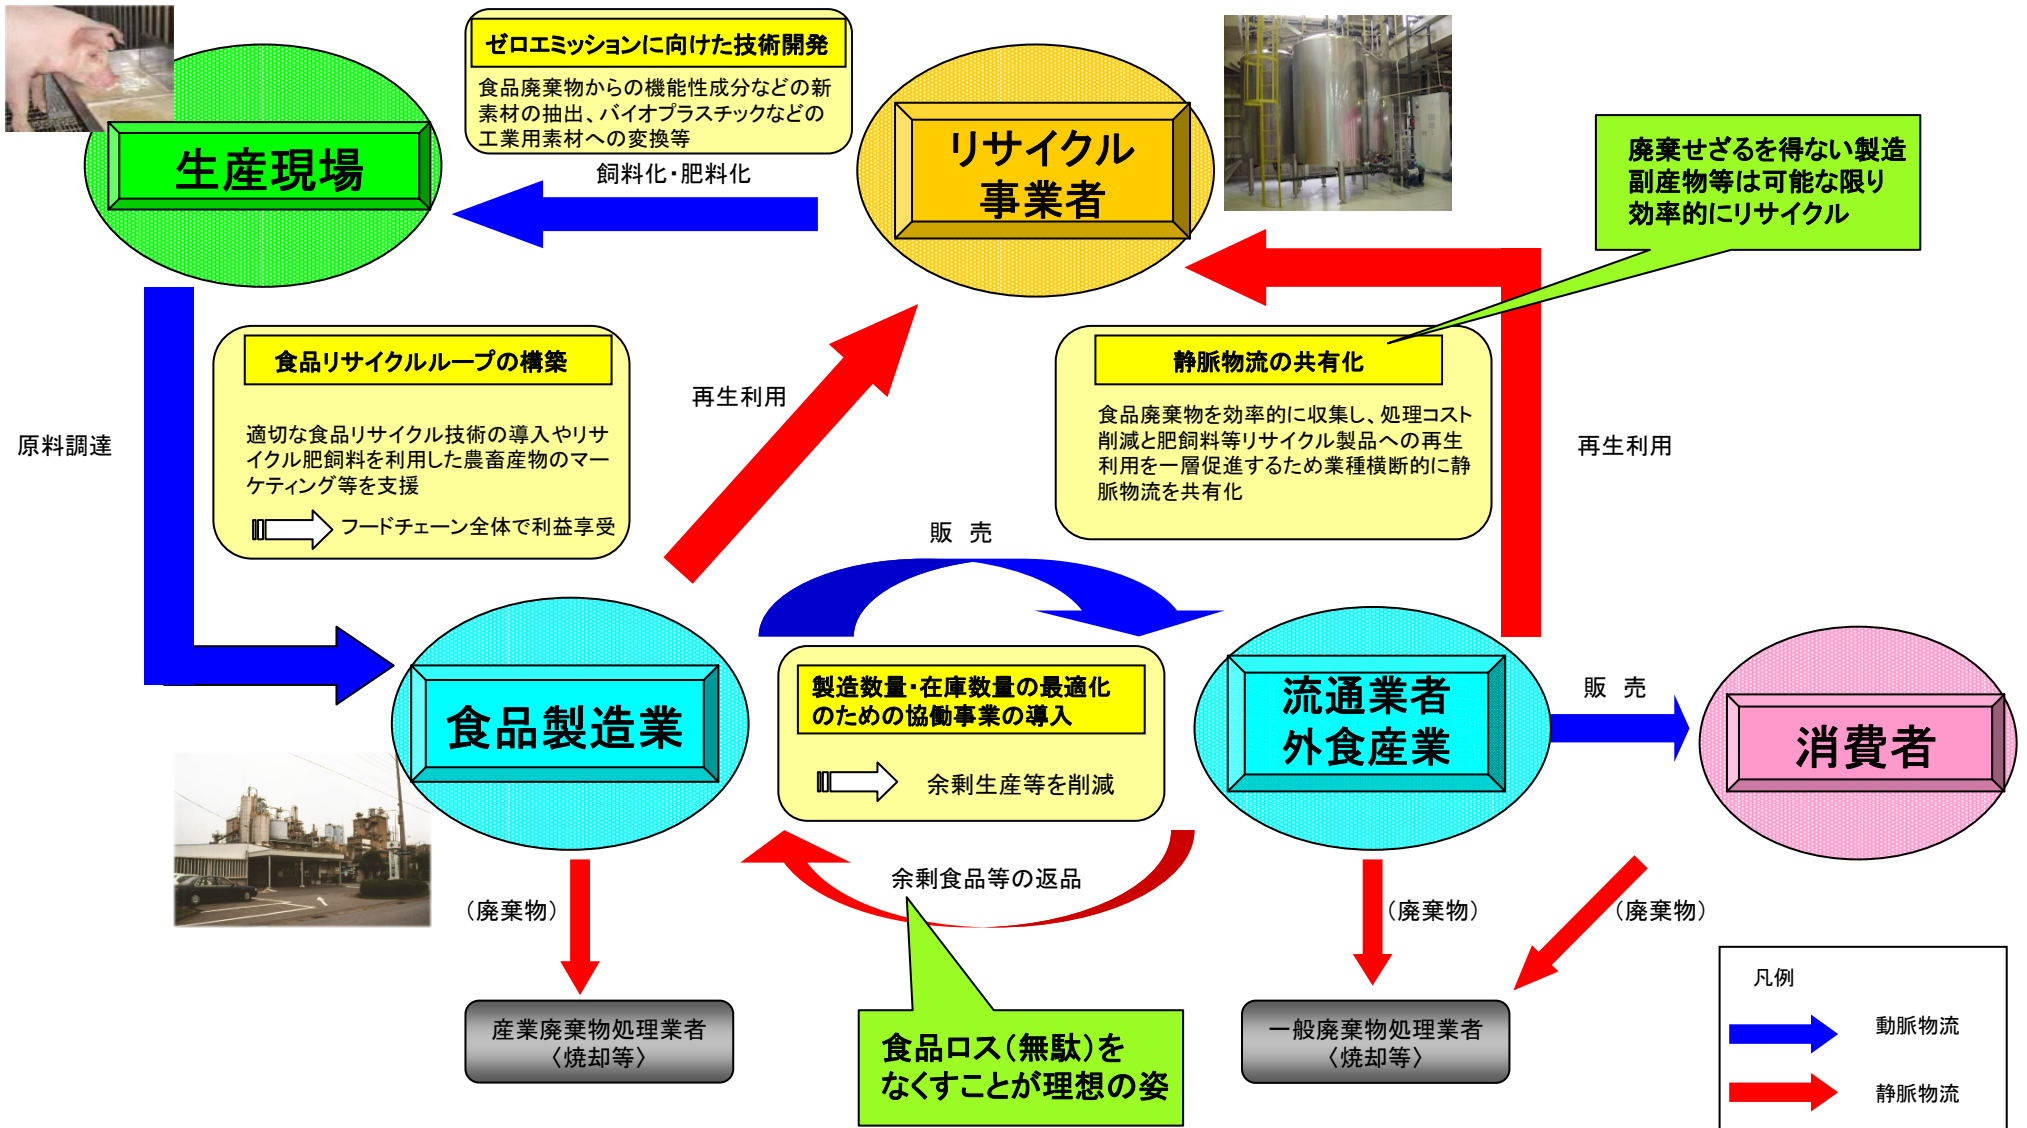 ゼロエミッションに向けた技術開発
食品廃棄物からの機能性成分などの新
素材の抽出、バイオプラスチックなどの
工業用素材への変換等
生産現場
飼料化・肥料化
リサイクル
事業者
廃棄せざるを得ない製造
副産物等は可能な限り
効率的にリサイクル
原料調達
食品リサイクルループの構築
適切な食品リサイクル技術の導入やリサ
イクル肥飼料を利用した農畜産物のマー
ケティング等を支援
フードチェーン全体で利益享受
再生利用
静脈物流の共有化
食品廃棄物を効率的に収集し、処理コスト
削減と肥飼料等リサイクル製品への再生
利用を一層促進するため業種横断的に静
脈物流を共有化
再生利用
販 売
食品製造業
製造数量・在庫数量の最適化
のための協働事業の導入
余剰生産等を削減
流通業者
外食産業
販 売
消費者
余剰食品等の返品
（廃棄物）
（廃棄物）
（廃棄物）
産業廃棄物処理業者
〈焼却等〉
食品ロス（無駄）を
なくすことが理想の姿
一般廃棄物処理業者
〈焼却等〉
凡例
動脈物流
静脈物流